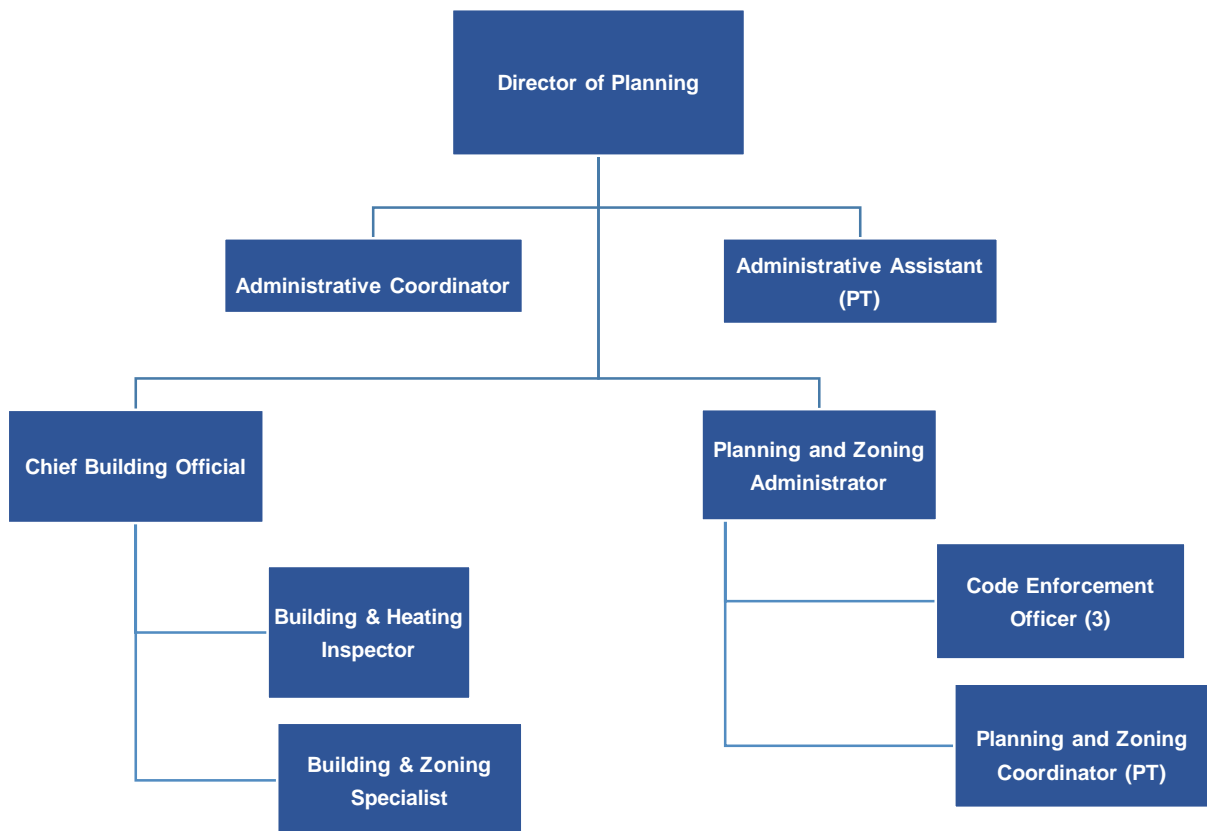 Director of Planning
Administrative Coordinator
Administrative Assistant
(PT)
Chief Building Official
Planning and Zoning
Administrator
Building & Heating
Inspector
Code Enforcement
Officer (3)
Building & Zoning
Specialist
Planning and Zoning
Coordinator (PT)